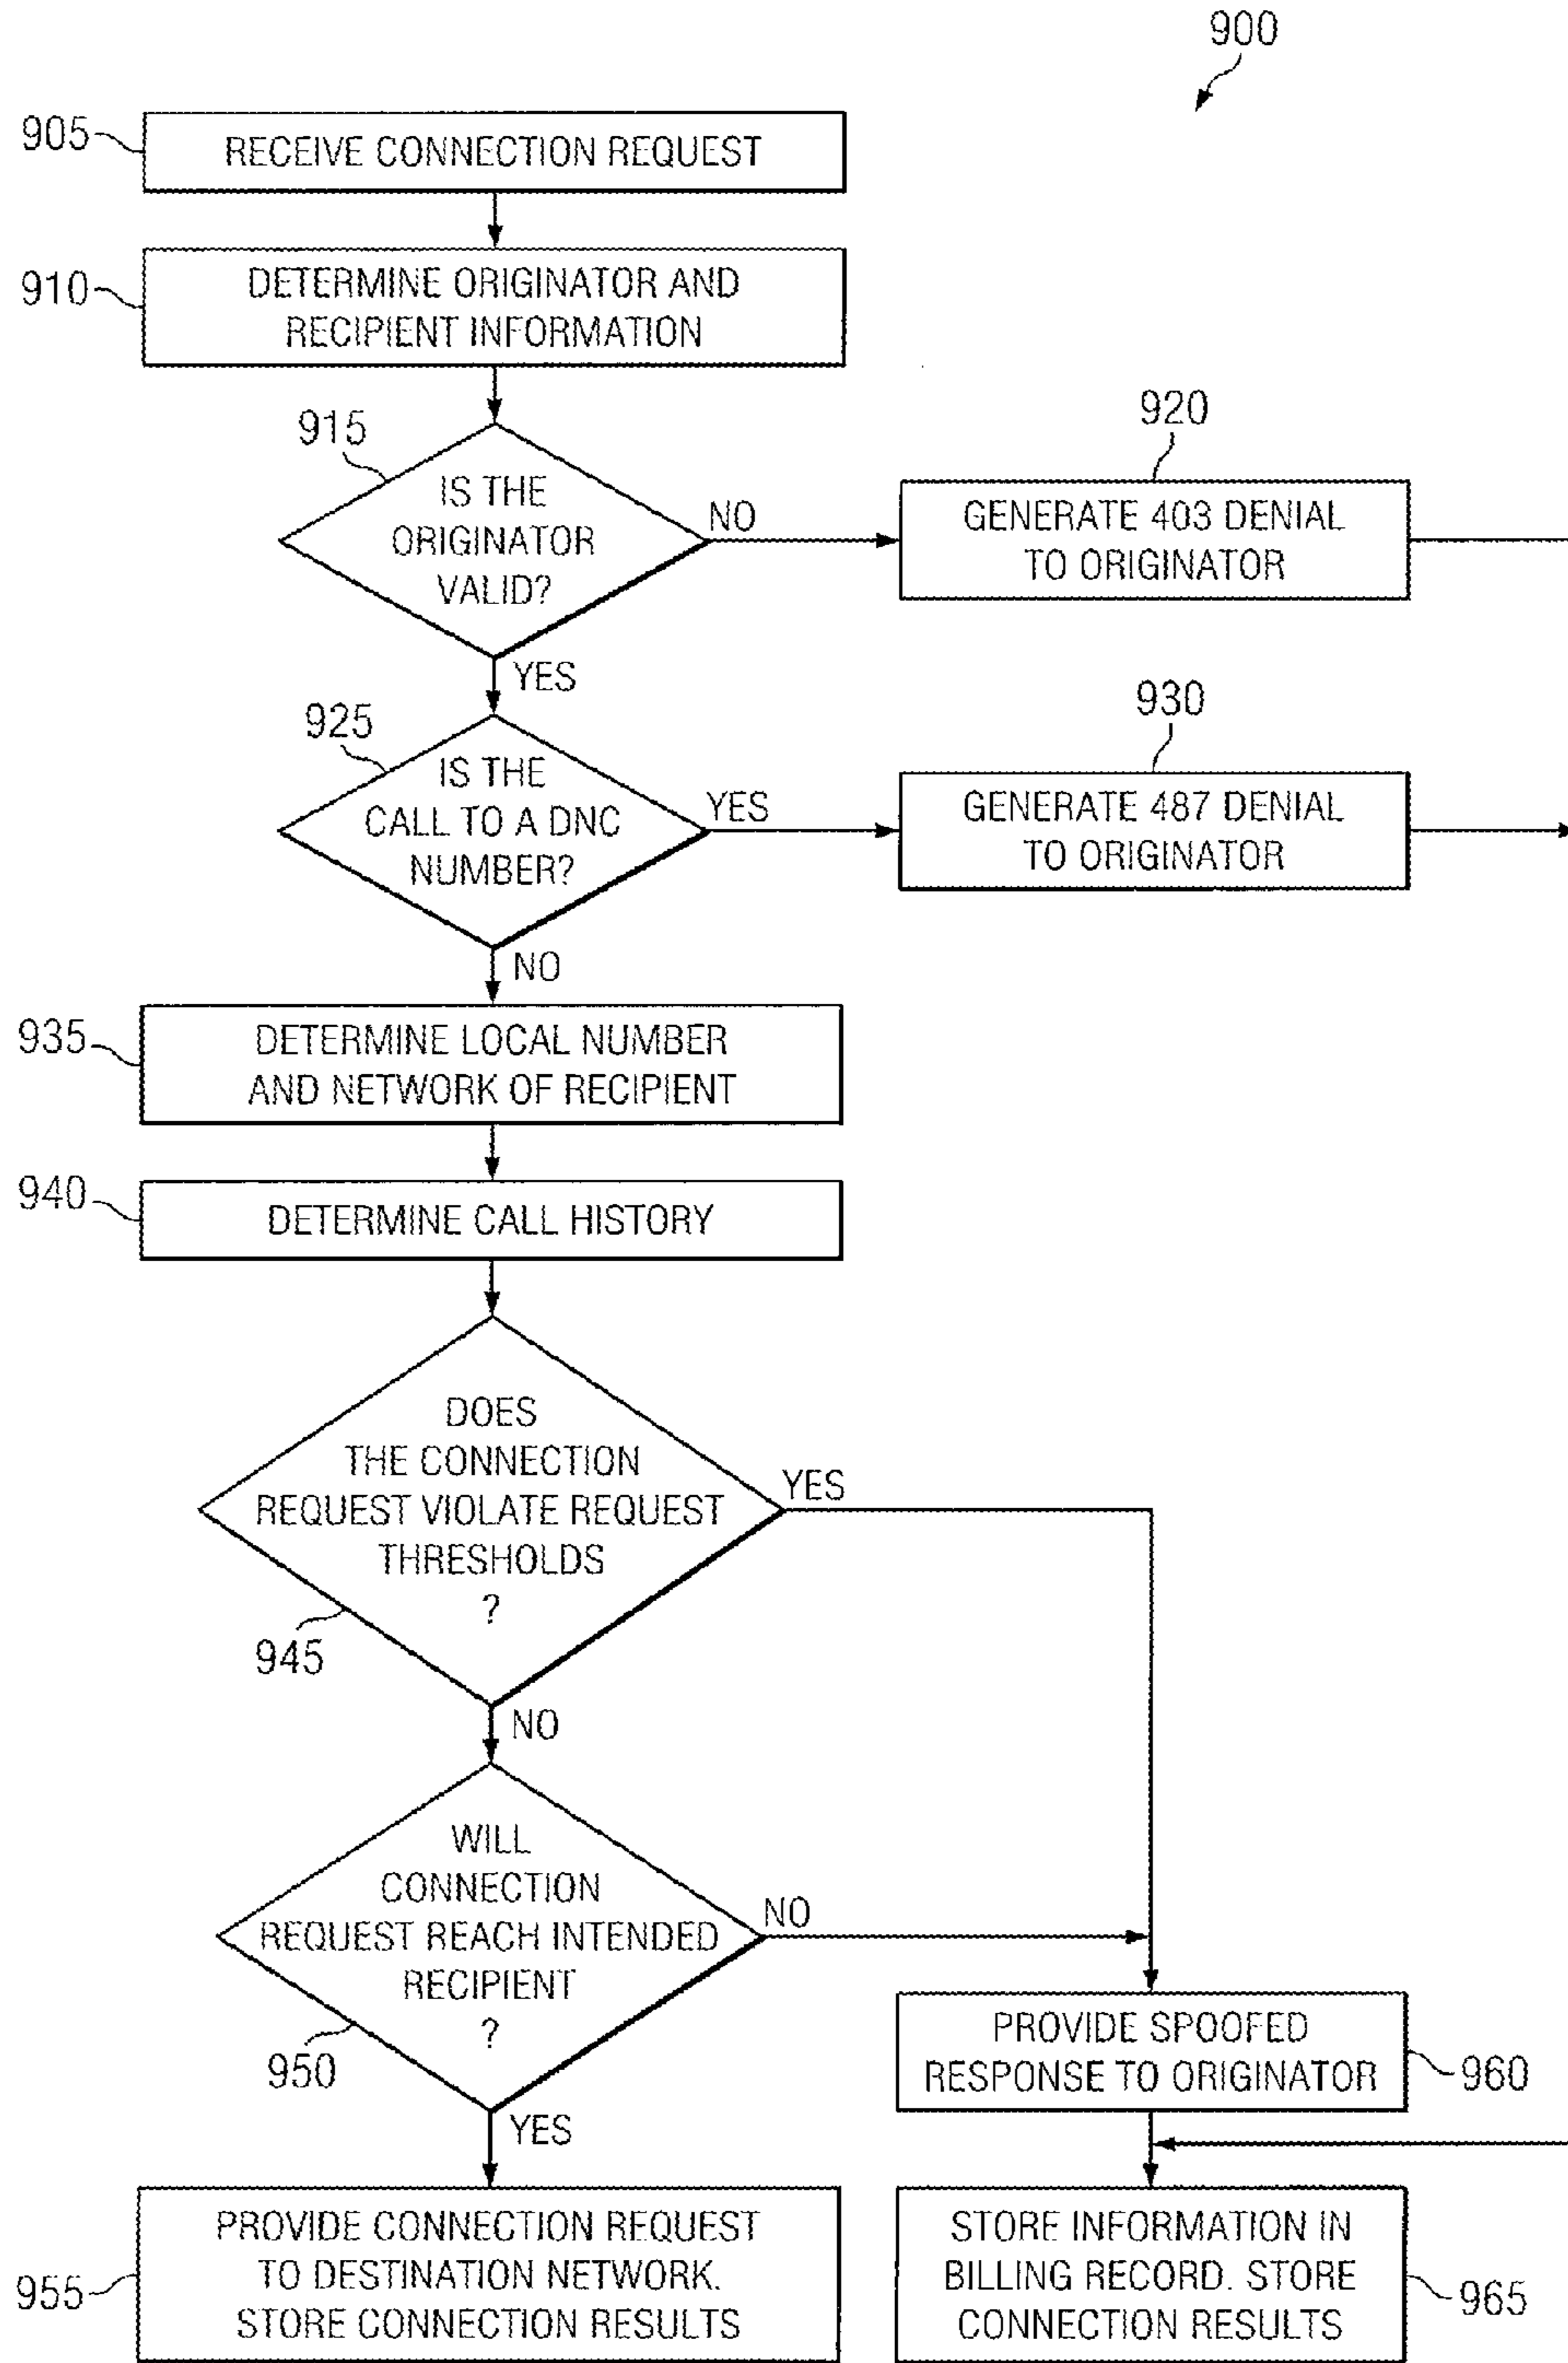 900
905
RECEIVE CONNECTION REQUEST
910
DETERMINE ORIGINATOR AND
RECIPIENT INFORMATION
915
IS THE
ORIGINATOR
VALID?
NO
920
GENERATE 403 DENIAL
TO ORIGINATOR
YES
925
IS THE
CALL TO A DNC
NUMBER?
YES
930
GENERATE 487 DENIAL
TO ORIGINATOR
NO
935
DETERMINE LOCAL NUMBER
AND NETWORK OF RECIPIENT
940
DETERMINE CALL HISTORY
DOES
THE CONNECTION
REQUEST VIOLATE REQUEST
THRESHOLDS
?
945
YES
NO
WILL
CONNECTION
REQUEST REACH INTENDED
RECIPIENT
?
950
NO
YES
PROVIDE SPOOFED
RESPONSE TO ORIGINATOR
960
955
PROVIDE CONNECTION REQUEST
TO DESTINATION NETWORK.
STORE CONNECTION RESULTS
STORE INFORMATION IN
BILLING RECORD. STORE
CONNECTION RESULTS
965